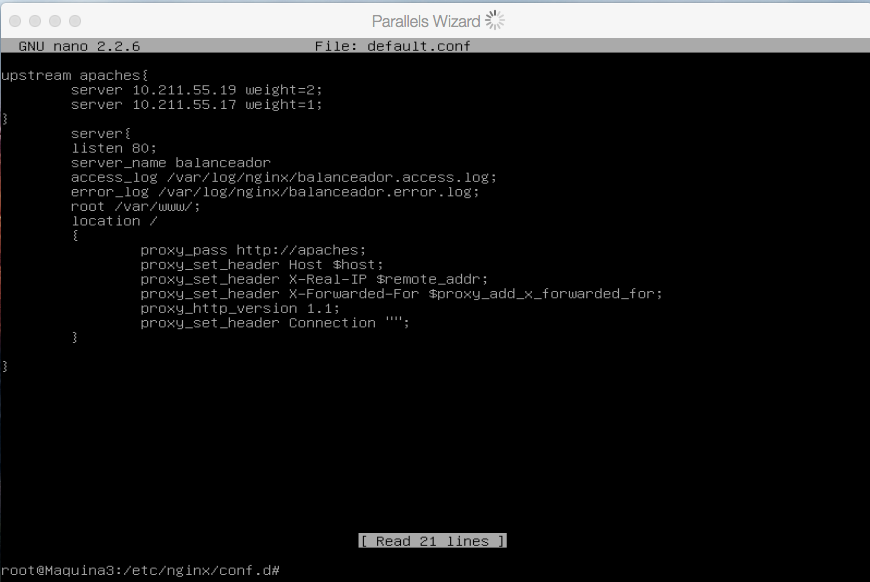 Parallels Wizard
GNU nano 2.2.6 File: default.conf
upstream apaches{
server 10.211.55.19 weight=2;
server 10.211.55.17 weight=1;
}
server{
listen 80;
server_name balanceador
access_log /var/log/nginx/balanceador.access.log;
error_log /var/log/nginx/balanceador.error.log;
root /var/www/;
location /
{
proxy_pass http://apaches;
proxy_set_header Host $host;
proxy_set_header X-Real-IP $remote_addr;
proxy_set_header X-Forwarded-For $proxy_add_x_forwarded_for;
proxy_http_version 1.1;
proxy_set_header Connection "";
}
}
[ Read 21 lines ]
root@Maquina3:/etc/nginx/conf.d#